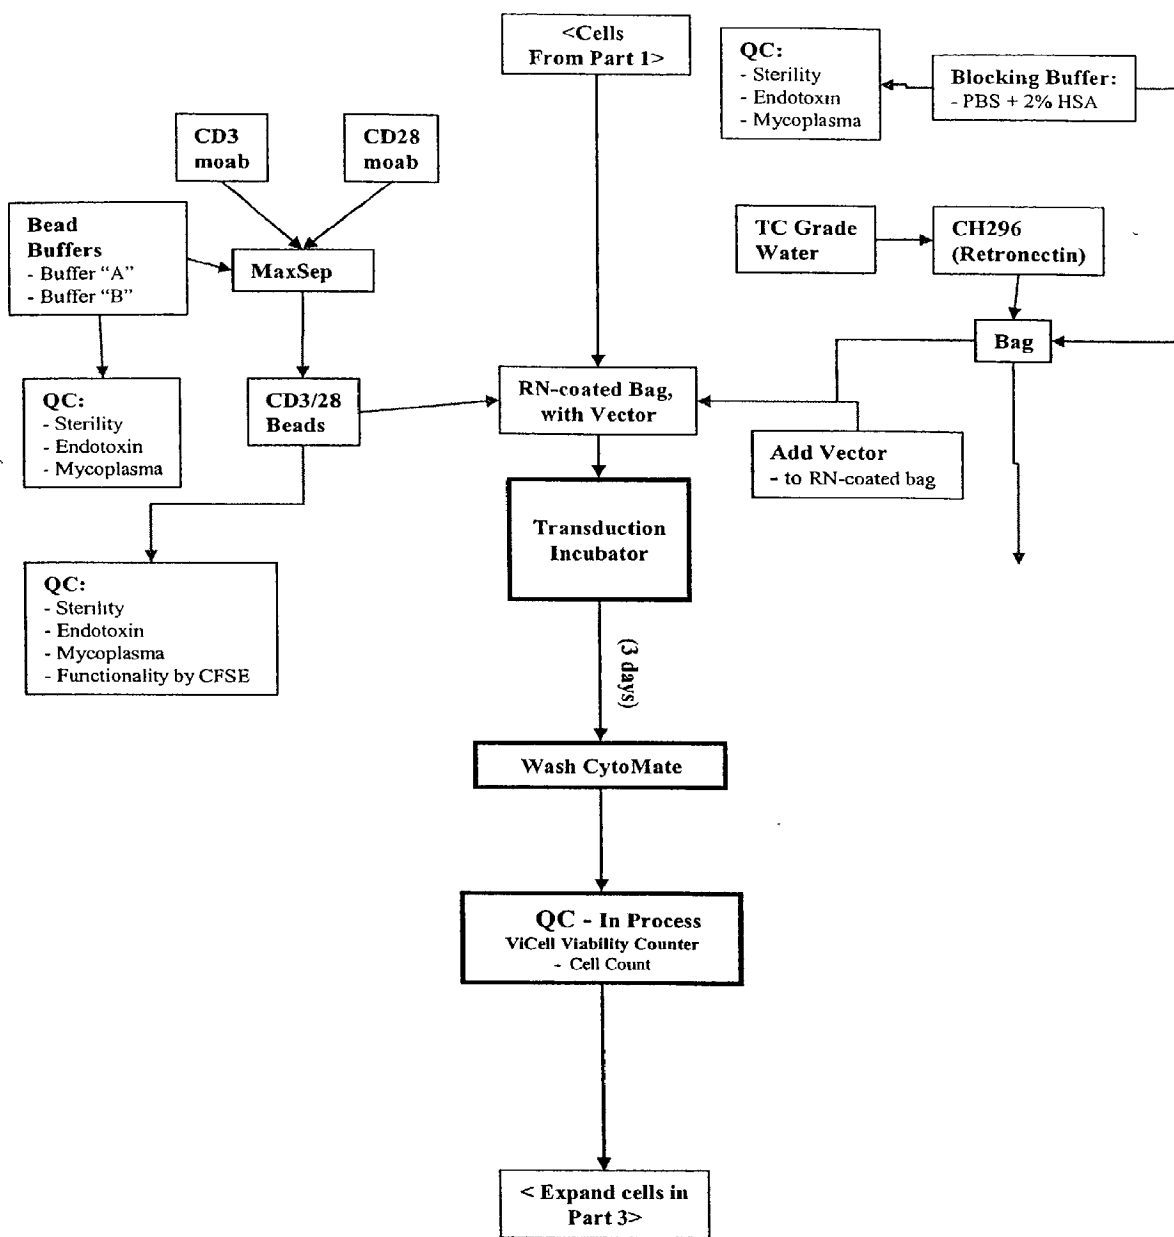 <Cells
From Part 1>
QC:
- Sterility
- Endotoxin
- Mycoplasma
Blocking Buffer:
- PBS + 2% HSA
CD3
moab
CD28
moab
Bead
Buffers
- Buffer “A”
- Buffer “B”
MaxSep
TC Grade
Water
CH296
(Retronectin)
Bag
QC:
- Sterility
- Endotoxin
- Mycoplasma
CD3/28
Beads
RN-coated Bag,
with Vector
Add Vector
- to RN-coated bag
Transduction
Incubator
QC:
- Sterility
- Endotoxin
- Mycoplasma
- Functionality by CFSE
(3 days)
Wash CytoMate
QC - In Process
ViCell Viability Counter
- Cell Count
< Expand cells in
Part 3>